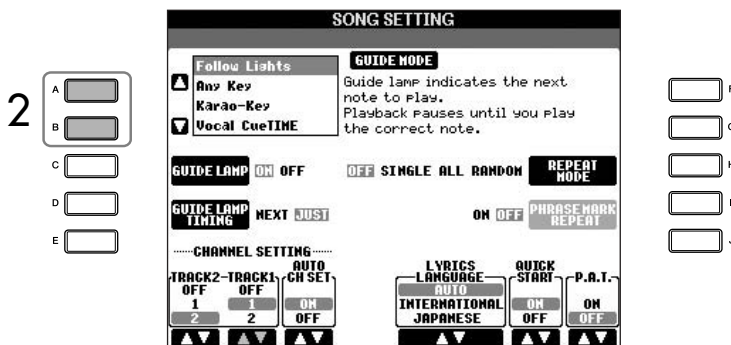 SONG SETTING
2
A
B
C
D
E
Follow Lights
Any Key
Karao-Key
Vocal CueTIME
GUIDE MODE
Guide lamp indicates the next
note to play.
Playback pauses until you play
the correct note.
GUIDE LAMP ON OFF
OFF SINGLE ALL RANDOM REPEAT MODE
GUIDE LAMP TIMING NEXT JUST
ON OFF PHRASE MARK REPEAT
CHANNEL SETTING
TRACK2 TRACK1 AUTO CH SET
OFF OFF
1 1 ON
2 2 OFF
LYRICS LANGUAGE
AUTO
INTERNATIONAL
JAPANESE
QUICK START
ON
OFF
P.A.T.
ON
OFF